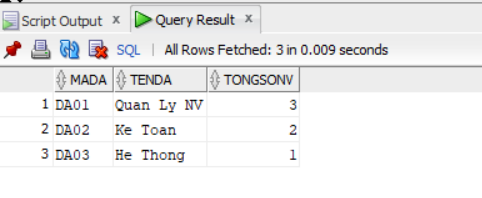 Script Output x Query Result x
SQL | All Rows Fetched: 3 in 0.009 seconds
MADA TENDA TONGSONV
1 DA01 Quan Ly NV 3
2 DA02 Ke Toan 2
3 DA03 He Thong 1